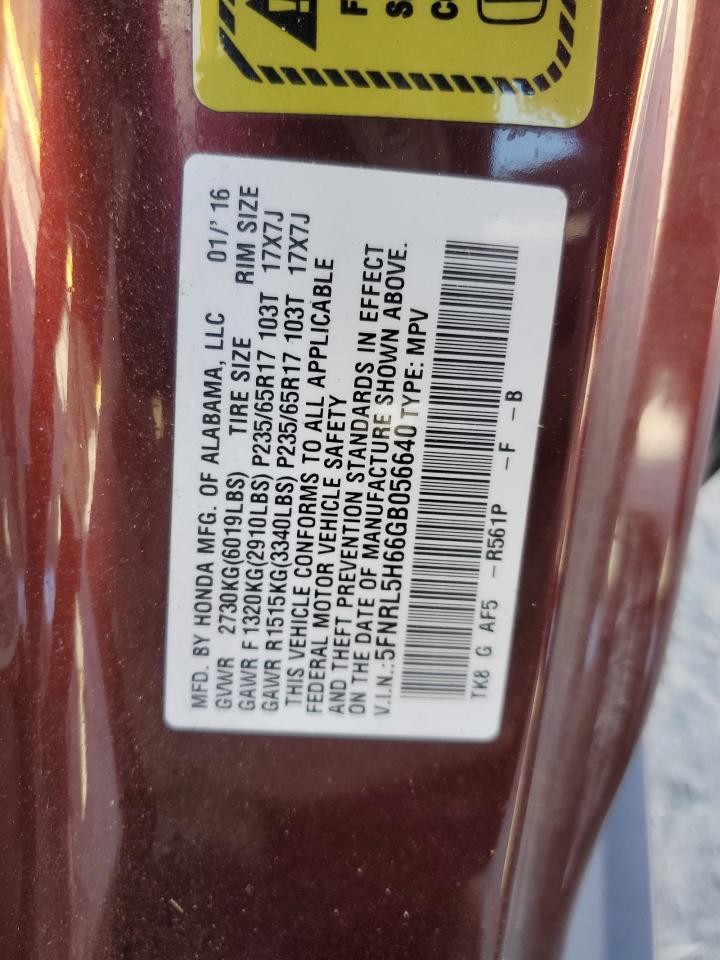 F
S
C
MFD. BY HONDA MFG. OF ALABAMA, LLC 01/' 16
GVWR 2730KG(6019LBS) TIRE SIZE RIM SIZE
GAWR F 1320KG(2910LBS) P235/65R17 103T 17X7J
GAWR R1515KG(3340LBS) P235/65R17 103T 17X7J
THIS VEHICLE CONFORMS TO ALL APPLICABLE
FEDERAL MOTOR VEHICLE SAFETY
AND THEFT PREVENTION STANDARDS IN EFFECT
ON THE DATE OF MANUFACTURE SHOWN ABOVE.
V.I.N.:5FNRL5H66GB056640 TYPE: MPV
TK8 G AF5 -R561P -F -B